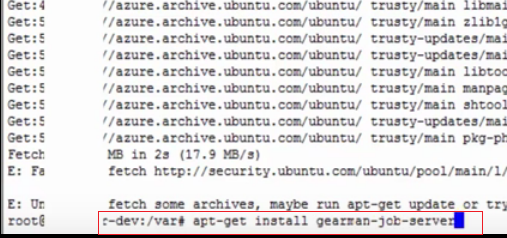 Get:4 //azure.archive.ubuntu.com/ubuntu/ trusty/main libmai
Get:5 //azure.archive.ubuntu.com/ubuntu/ trusty/main zlib1g
Get:5 //azure.archive.ubuntu.com/ubuntu/ trusty-updates/mai
Get:5 //azure.archive.ubuntu.com/ubuntu/ trusty-updates/mai
Get:5 //azure.archive.ubuntu.com/ubuntu/ trusty/main libtoo
Get:5 //azure.archive.ubuntu.com/ubuntu/ trusty/main manpag
Get:5 //azure.archive.ubuntu.com/ubuntu/ trusty/main shtool
Get:5 //azure.archive.ubuntu.com/ubuntu/ trusty-updates/mai
Get:5 //azure.archive.ubuntu.com/ubuntu/ trusty/main pkg-ph
Fetch MB in 2s (17.9 MB/s)
E: Fa fetch http://security.ubuntu.com/ubuntu/pool/main/l/
E: Un fetch some archives, maybe run apt-get update or try
root@ r-dev:/var# apt-get install gearman-job-server